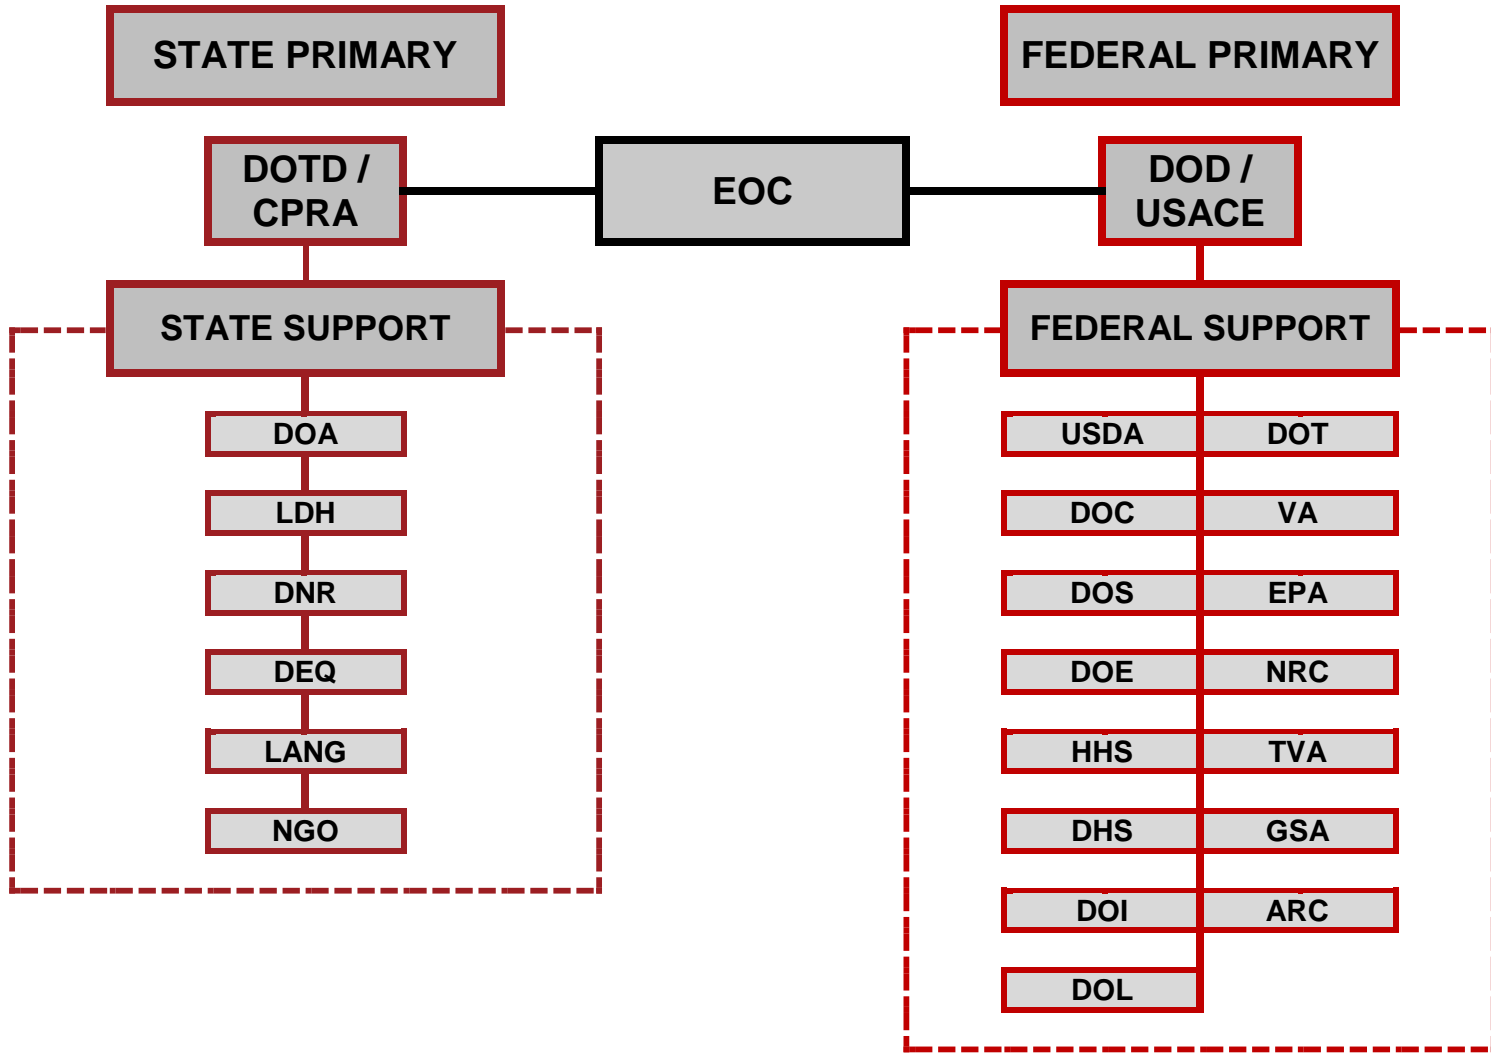 STATE PRIMARY
FEDERAL PRIMARY
DOTD /
CPRA
EOC
DOD /
USACE
STATE SUPPORT
DOA
LDH
DNR
DEQ
LANG
NGO
FEDERAL SUPPORT
USDA
DOT
DOC
VA
DOS
EPA
DOE
NRC
HHS
TVA
DHS
GSA
DOI
ARC
DOL